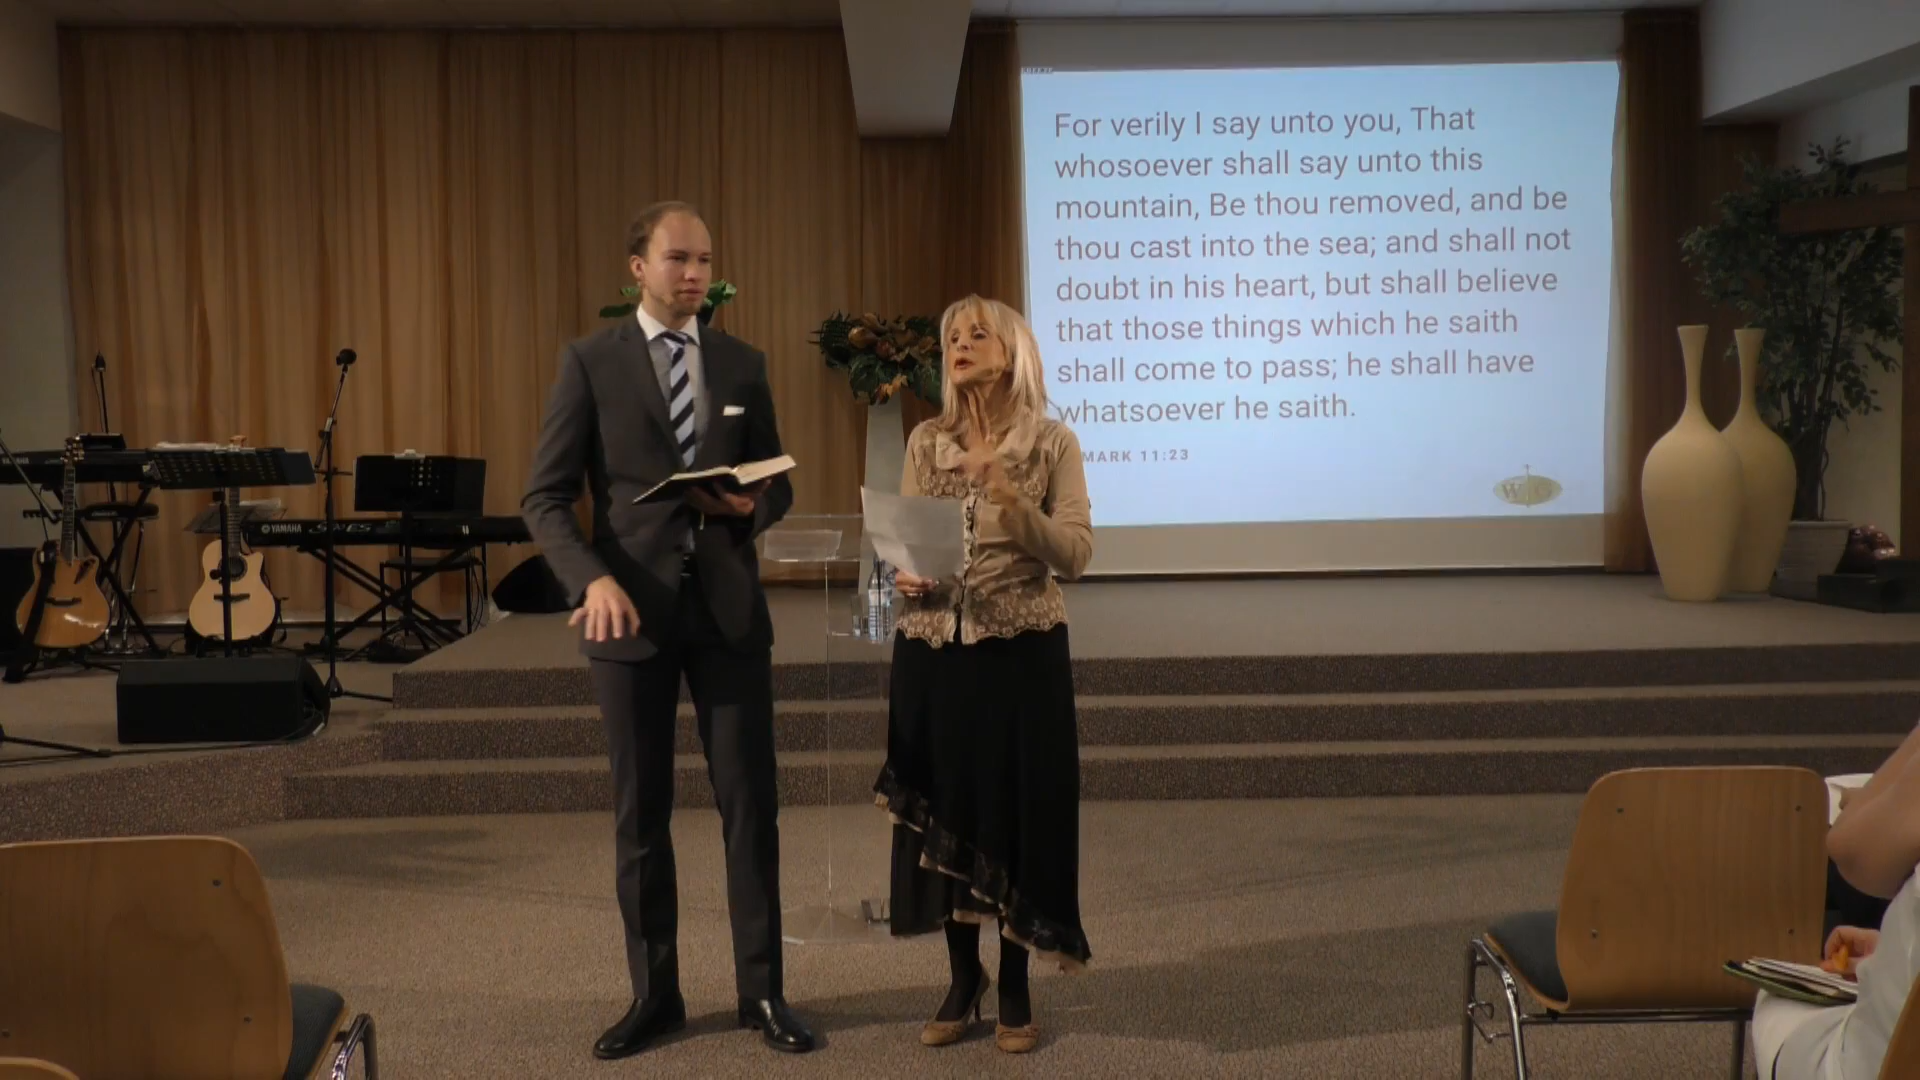 For verily I say unto you, That
whosoever shall say unto this
mountain, Be thou removed, and be
thou cast into the sea; and shall not
doubt in his heart, but shall believe
that those things which he saith
shall come to pass; he shall have
whatsoever he saith.
MARK 11:23
YAMAHA